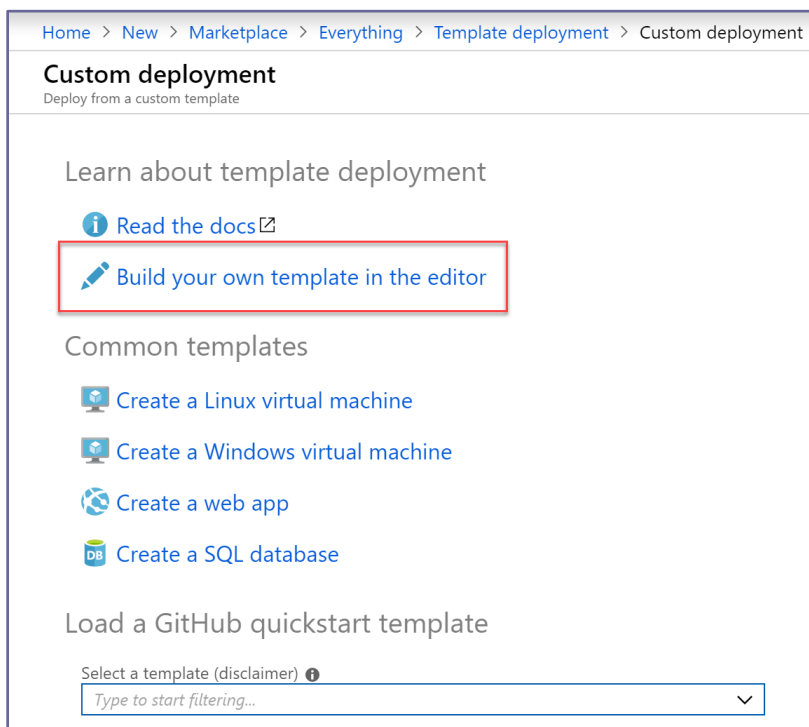 Home > New > Marketplace > Everything > Template deployment > Custom deployment
Custom deployment
Deploy from a custom template
Learn about template deployment
Read the docs
Build your own template in the editor
Common templates
Create a Linux virtual machine
Create a Windows virtual machine
Create a web app
DB Create a SQL database
Load a GitHub quickstart template
Select a template (disclaimer)
Type to start filtering...